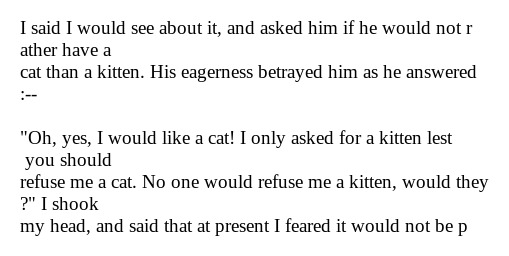 I said I would see about it, and asked him if he would not r
ather have a
cat than a kitten. His eagerness betrayed him as he answered
:--

"Oh, yes, I would like a cat! I only asked for a kitten lest
 you should
refuse me a cat. No one would refuse me a kitten, would they
?" I shook
my head, and said that at present I feared it would not be p